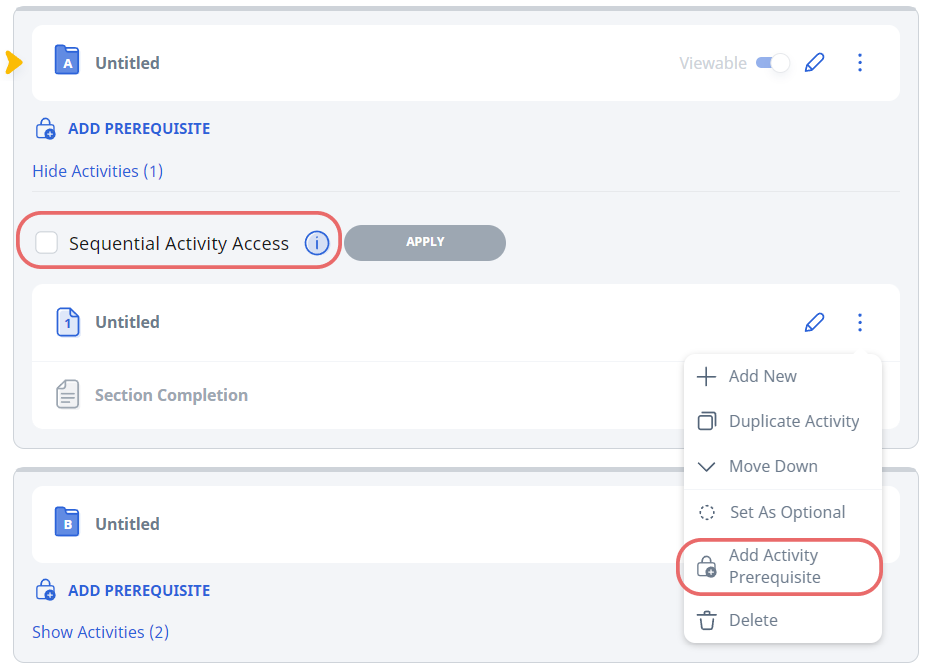 A
Untitled
Viewable
ADD PREREQUISITE
Hide Activities (1)
Sequential Activity Access
i
APPLY
1
Untitled
Section Completion
Add New
Duplicate Activity
Move Down
Set As Optional
Add Activity
Prerequisite
Delete
B
Untitled
ADD PREREQUISITE
Show Activities (2)